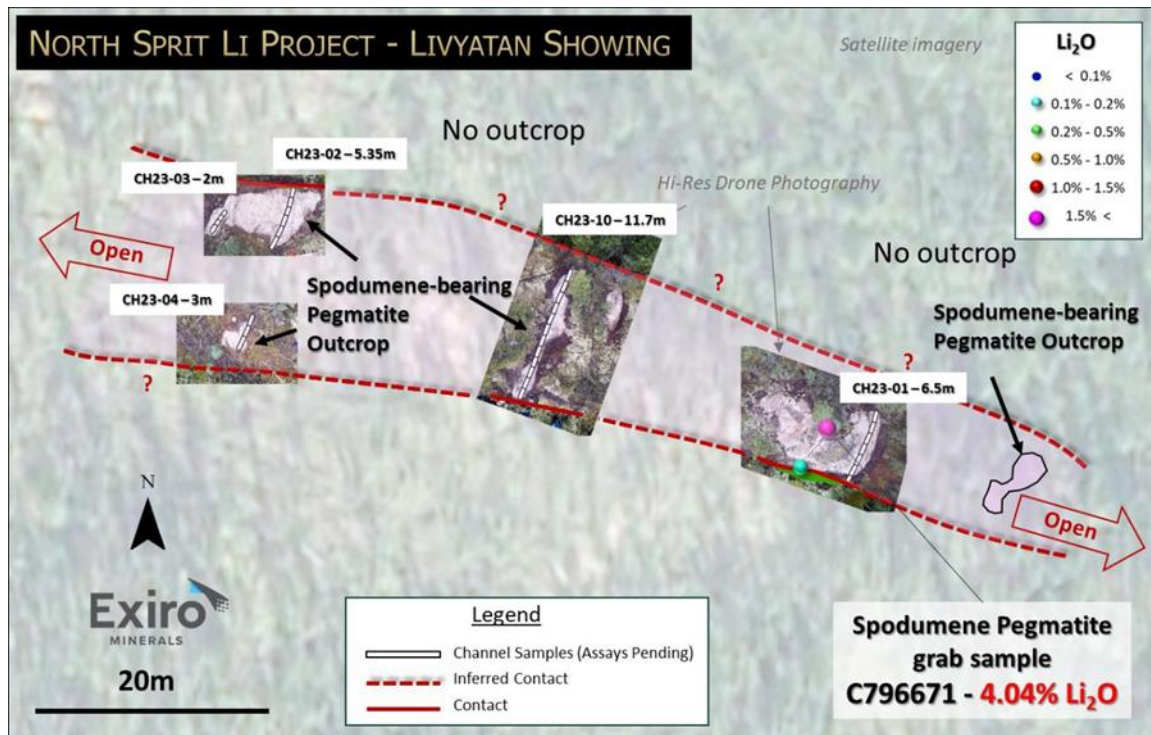 NORTH SPRIT LI PROJECT - LIVYATAN SHOWING
Satellite imagery
Li₂O
< 0.1%
0.1% - 0.2%
0.2% - 0.5%
0.5% - 1.0%
1.0% - 1.5%
1.5% <
No outcrop
CH23-02 – 5.35m
CH23-03 – 2m
?
Hi-Res Drone Photography
CH23-10 – 11.7m
Open
No outcrop
?
Spodumene-bearing
Pegmatite
Outcrop
CH23-04 – 3m
Spodumene-bearing
Pegmatite Outcrop
?
?
CH23-01 – 6.5m
Open
N
Exiro
MINERALS
20m
Legend
Channel Samples (Assays Pending)
Inferred Contact
Contact
Spodumene Pegmatite
grab sample
C796671 - 4.04% Li₂O